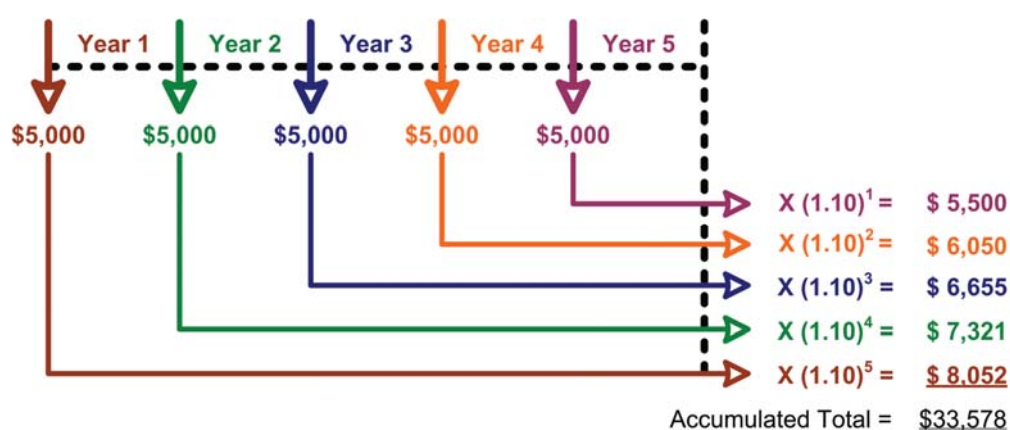 Year 1 Year 2 Year 3 Year 4 Year 5
$5,000 $5,000 $5,000 $5,000 $5,000
X (1.10)¹ = $ 5,500
X (1.10)² = $ 6,050
X (1.10)³ = $ 6,655
X (1.10)⁴ = $ 7,321
X (1.10)⁵ = $ 8,052
Accumulated Total = $33,578